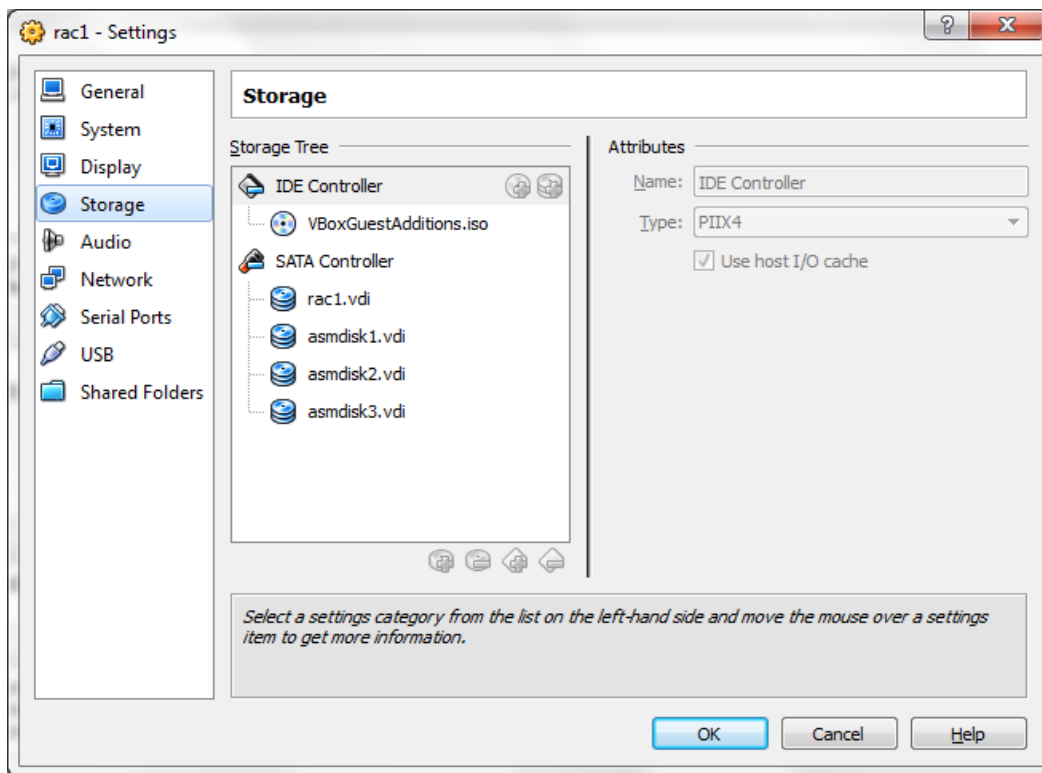 rac1 - Settings
General
System
Display
Storage
Audio
Network
Serial Ports
USB
Shared Folders
Storage
Storage Tree
IDE Controller
VBoxGuestAdditions.iso
SATA Controller
rac1.vdi
asmdisk1.vdi
asmdisk2.vdi
asmdisk3.vdi
Attributes
Name: IDE Controller
Type: PIIX4
Use host I/O cache
Select a settings category from the list on the left-hand side and move the mouse over a settings
item to get more information.
OK Cancel Help